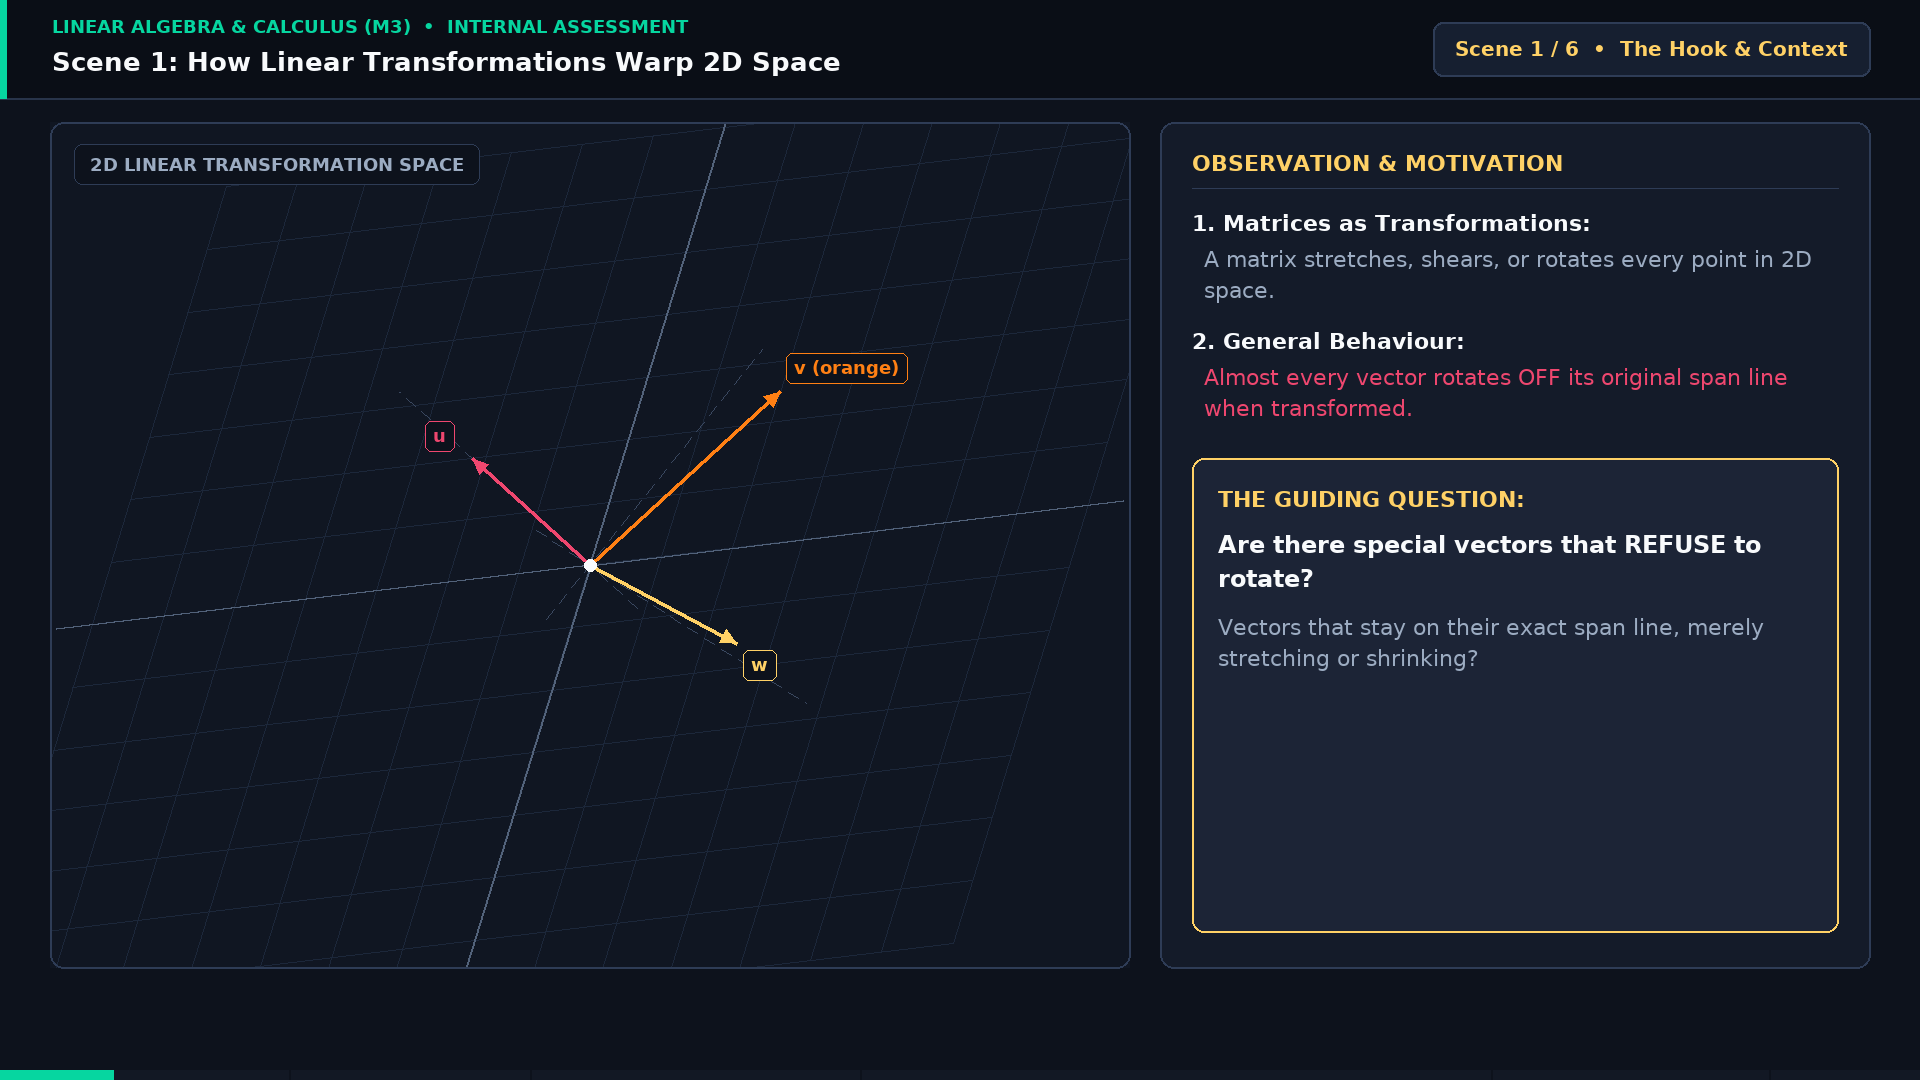 LINEAR ALGEBRA & CALCULUS (M3) • INTERNAL ASSESSMENT
Scene 1: How Linear Transformations Warp 2D Space
Scene 1 / 6 • The Hook & Context
2D LINEAR TRANSFORMATION SPACE
v (orange)
u
w
OBSERVATION & MOTIVATION
1. Matrices as Transformations:
A matrix stretches, shears, or rotates every point in 2D
space.
2. General Behaviour:
Almost every vector rotates OFF its original span line
when transformed.
THE GUIDING QUESTION:
Are there special vectors that REFUSE to
rotate?
Vectors that stay on their exact span line, merely
stretching or shrinking?